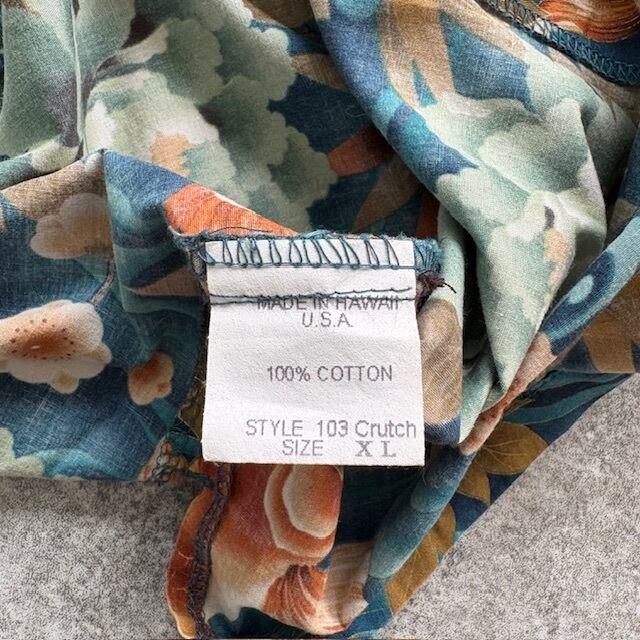 MADE IN HAWAII
U.S.A.
100% COTTON
STYLE 103 Crutch
SIZE XL